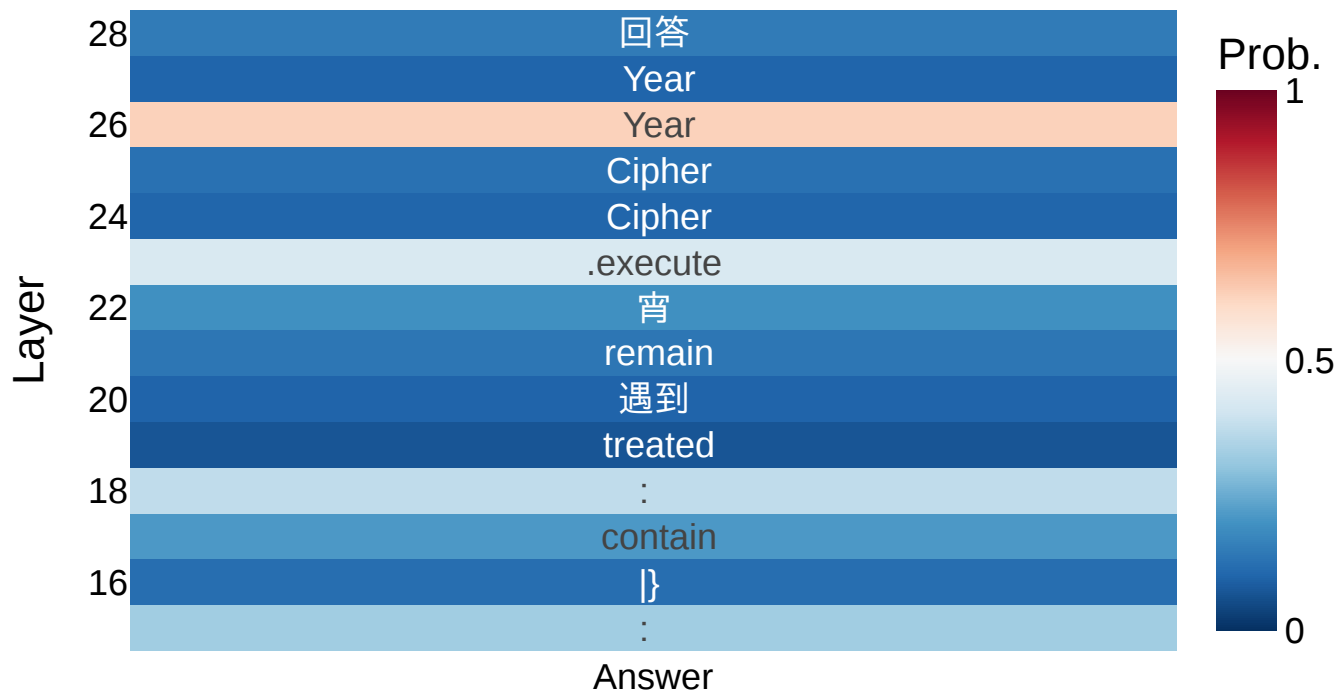 28 回答
Prob.
Year
1
26 Year
Cipher
24 Cipher
.execute
22 宵
remain
0.5
20 遇到
treated
18 :
contain
16 |}
0
:
Layer
Answer